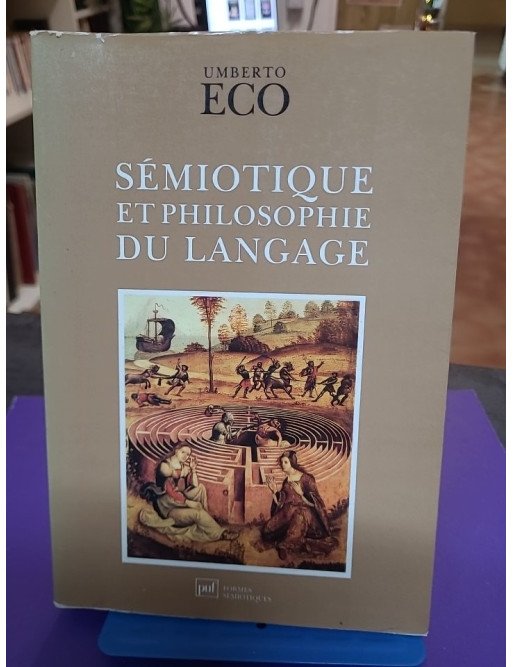 UMBERTO
ECO
SÉMIOTIQUE
ET PHILOSOPHIE
DU LANGAGE
puf
FORMES
SÉMIOTIQUES